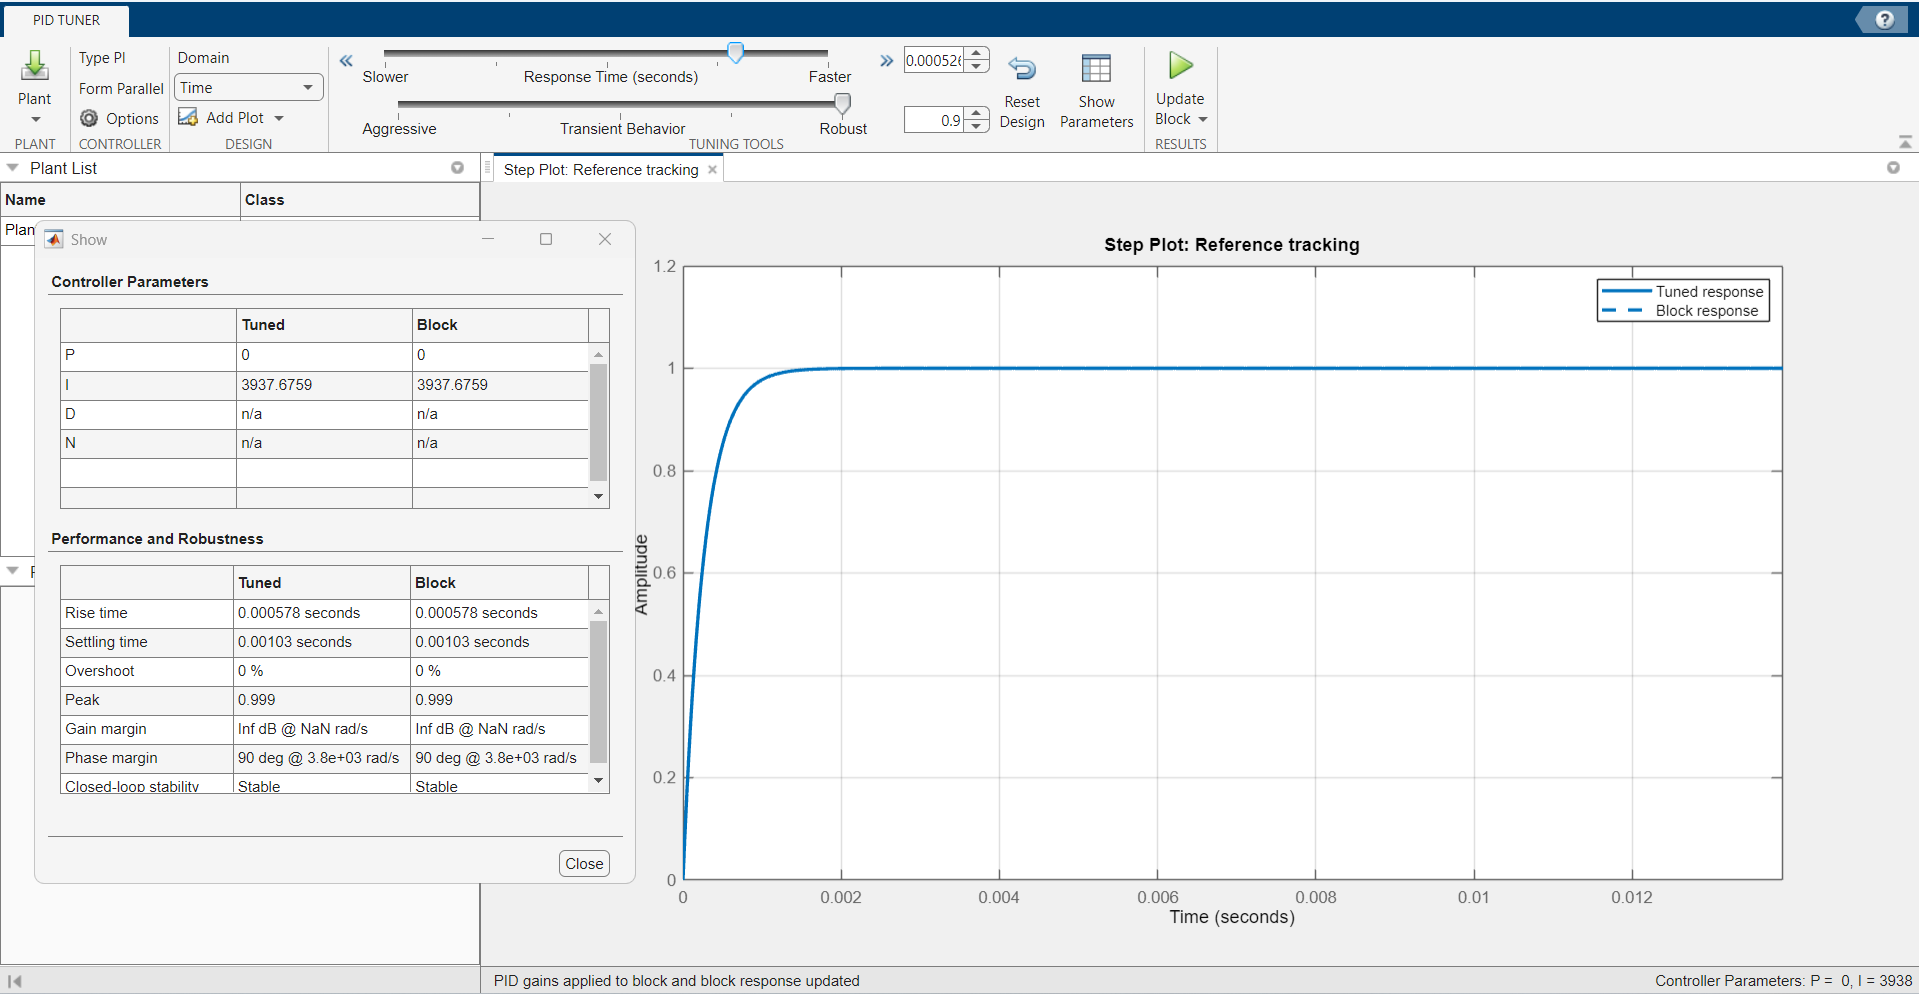 PID TUNER
?
Plant
PLANT
Type PI
Form Parallel
Options
CONTROLLER
Domain
Time
Add Plot
DESIGN
Slower
Response Time (seconds)
Faster
Aggressive
Transient Behavior
Robust
0.9
Reset
Design
Show
Parameters
TUNING TOOLS
Update
Block
RESULTS
Plant List
Name Class
Plan
Show
Controller Parameters
Tuned Block
P 0 0
I 3937.6759 3937.6759
D n/a n/a
N n/a n/a
Performance and Robustness
Tuned Block
Rise time 0.000578 seconds 0.000578 seconds
Settling time 0.00103 seconds 0.00103 seconds
Overshoot 0 % 0 %
Peak 0.999 0.999
Gain margin Inf dB @ NaN rad/s Inf dB @ NaN rad/s
Phase margin 90 deg @ 3.8e+03 rad/s 90 deg @ 3.8e+03 rad/s
Closed-loop stability Stable Stable
Close
Step Plot: Reference tracking
Step Plot: Reference tracking
Tuned response
Block response
Amplitude
1.2
1
0.8
0.6
0.4
0.2
0
0 0.002 0.004 0.006 0.008 0.01 0.012
Time (seconds)
PID gains applied to block and block response updated
Controller Parameters: P = 0, I = 3938